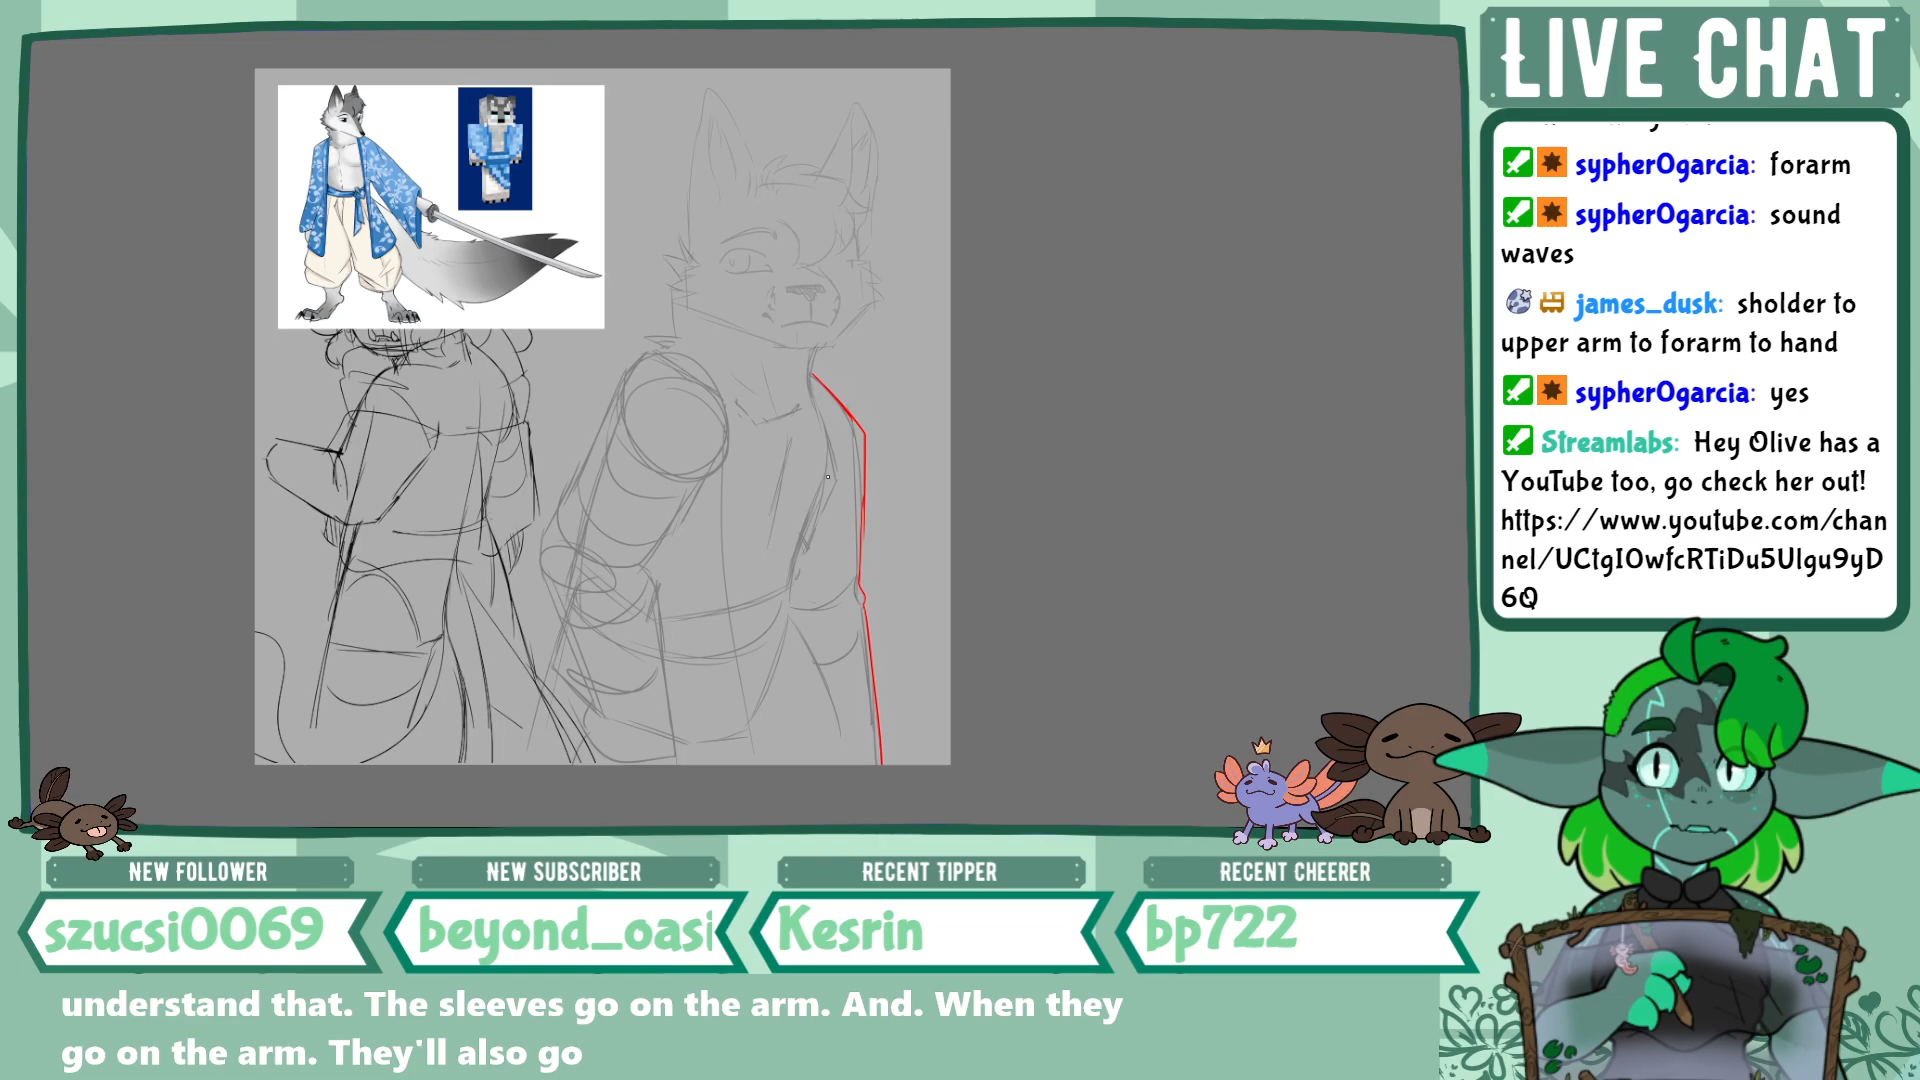 LIVE CHAT
sypher0garcia: forarm
sypher0garcia: sound
waves
james_dusk: sholder to
upper arm to forarm to hand
sypher0garcia: yes
Streamlabs: Hey Olive has a
YouTube too, go check her out!
https://www.youtube.com/chan
nel/UCtgIOwfcRTiDu5Ulgu9yD
6Q
NEW FOLLOWER
NEW SUBSCRIBER
RECENT TIPPER
RECENT CHEERER
szucsi0069
beyond_oasi
Kesrin
bp722
understand that. The sleeves go on the arm. And. When they
go on the arm. They'll also go